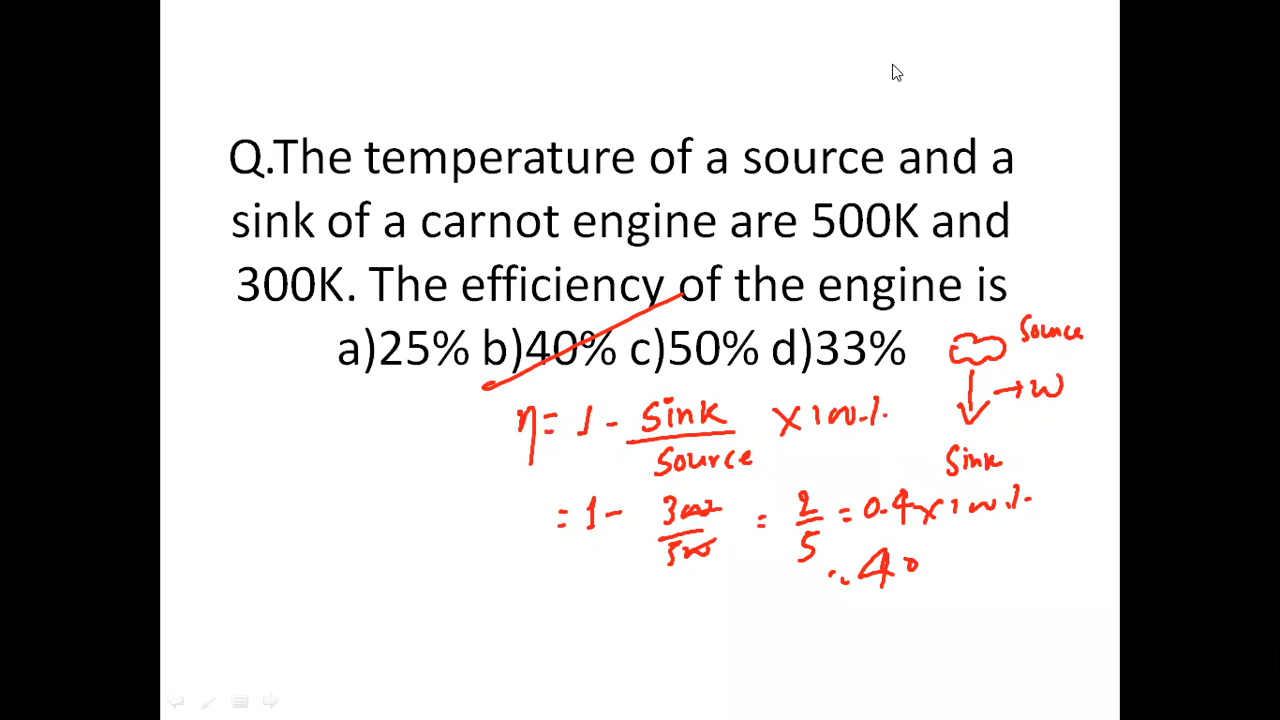 Q.The temperature of a source and a
sink of a carnot engine are 500K and
300K. The efficiency of the engine is
a)25% b)40% c)50% d)33%
Source
→ W
η = 1 - Sink / Source × 100%
Sink
= 1 - 300 / 500 = 2/5 = 0.4 × 100%
40